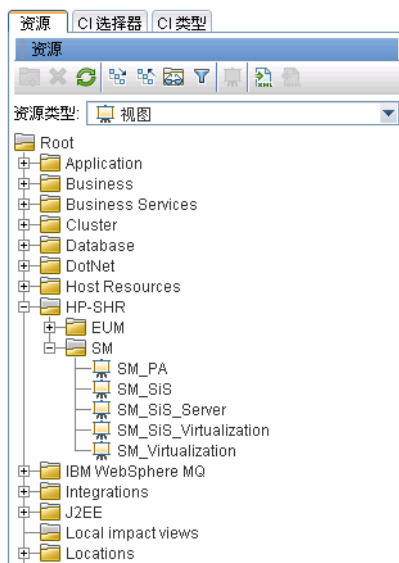 资源 CI 选择器 CI 类型
资源
资源类型: 视图
Root
Application
Business
Business Services
Cluster
Database
DotNet
Host Resources
HP-SHR
EUM
SM
SM_PA
SM_SiS
SM_SiS_Server
SM_SiS_Virtualization
SM_Virtualization
IBM WebSphere MQ
Integrations
J2EE
Local impact views
Locations